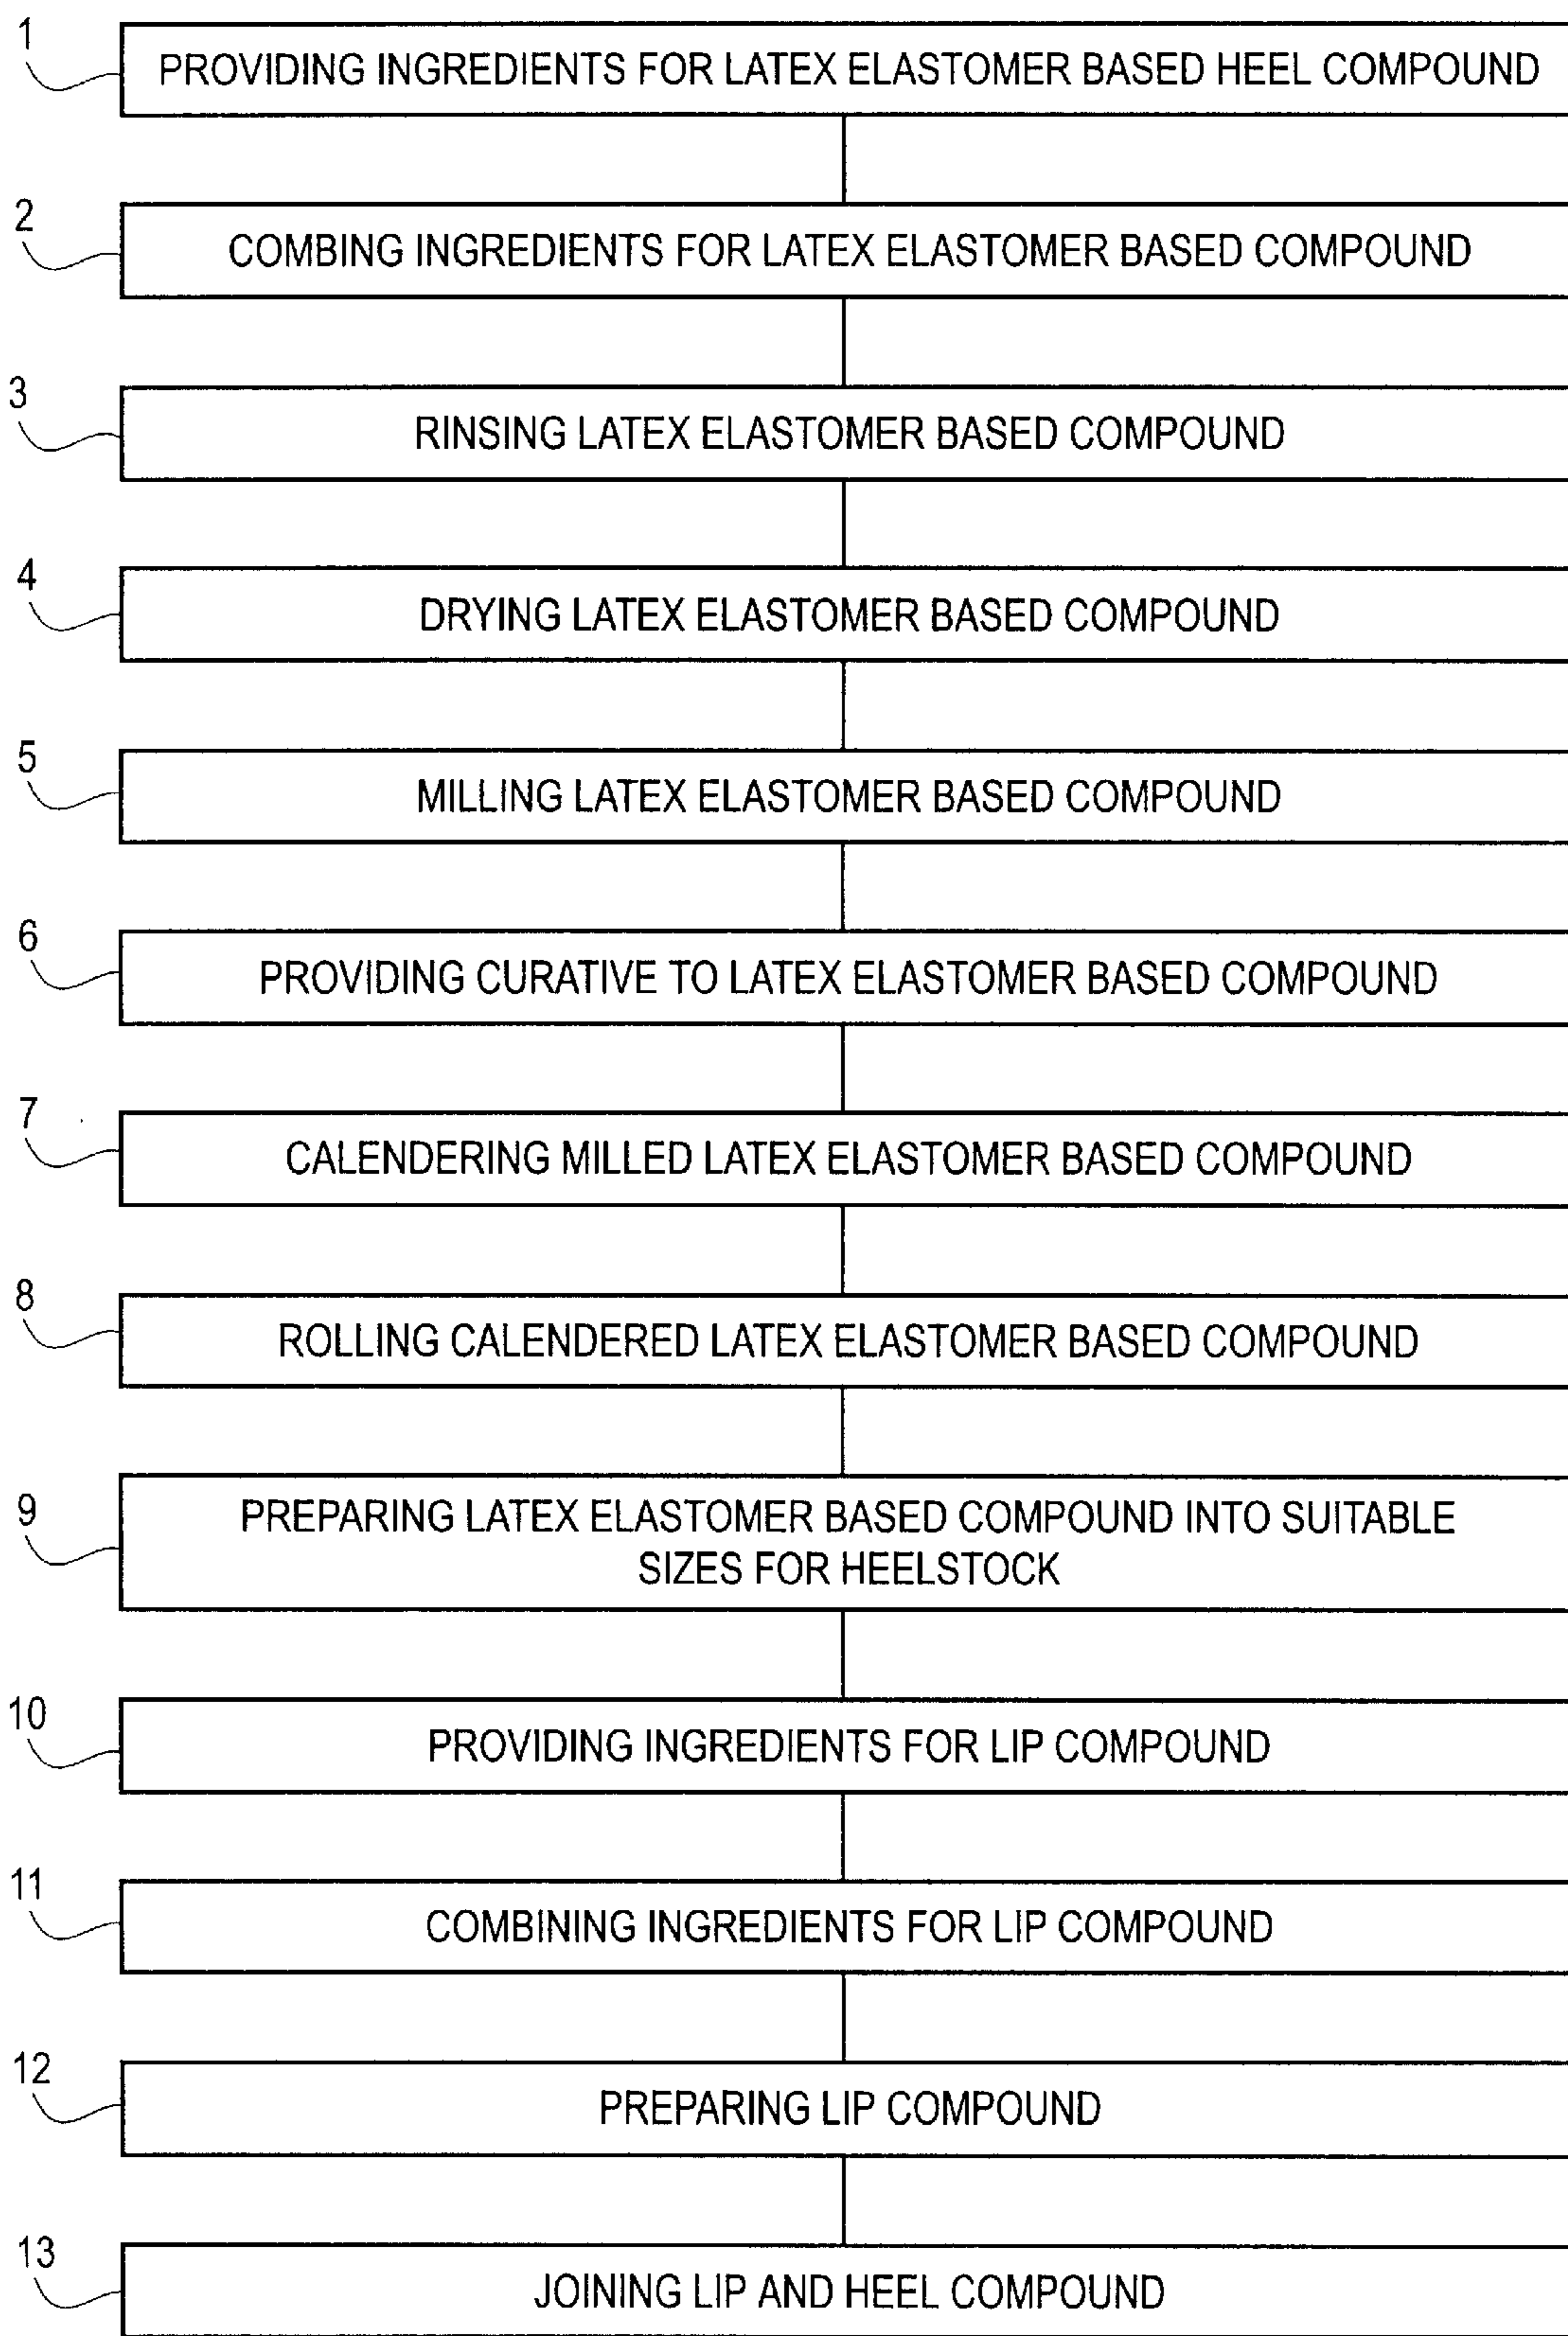 1
PROVIDING INGREDIENTS FOR LATEX ELASTOMER BASED HEEL COMPOUND
2
COMBING INGREDIENTS FOR LATEX ELASTOMER BASED COMPOUND
3
RINSING LATEX ELASTOMER BASED COMPOUND
4
DRYING LATEX ELASTOMER BASED COMPOUND
5
MILLING LATEX ELASTOMER BASED COMPOUND
6
PROVIDING CURATIVE TO LATEX ELASTOMER BASED COMPOUND
7
CALENDERING MILLED LATEX ELASTOMER BASED COMPOUND
8
ROLLING CALENDERED LATEX ELASTOMER BASED COMPOUND
9
PREPARING LATEX ELASTOMER BASED COMPOUND INTO SUITABLE
SIZES FOR HEELSTOCK
10
PROVIDING INGREDIENTS FOR LIP COMPOUND
11
COMBINING INGREDIENTS FOR LIP COMPOUND
12
PREPARING LIP COMPOUND
13
JOINING LIP AND HEEL COMPOUND